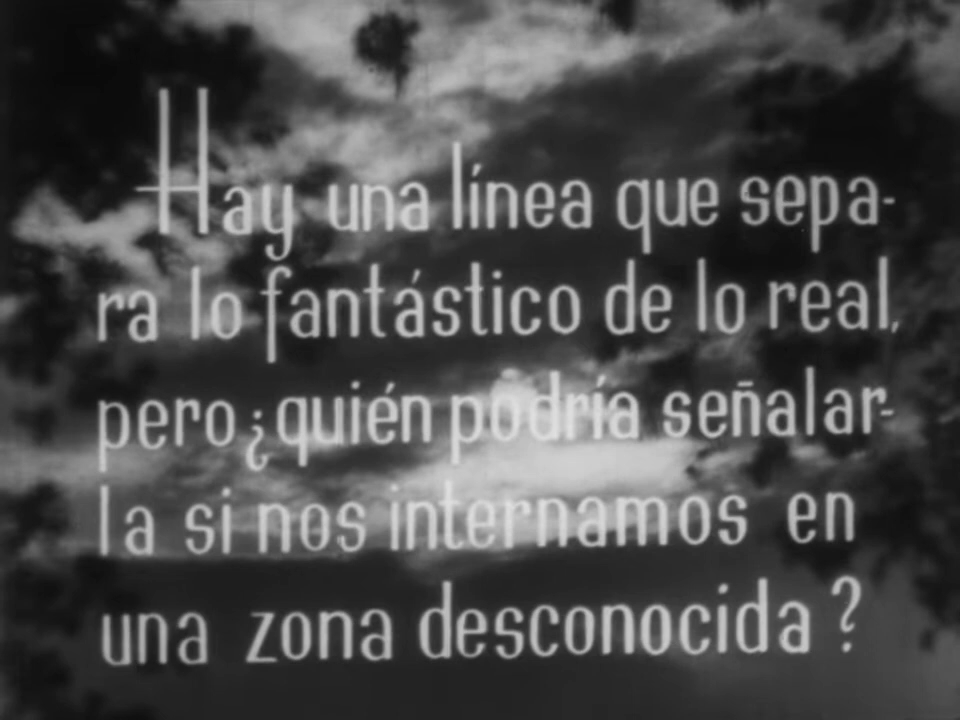 Hay una línea que sepa-
ra lo fantástico de lo real,
pero ¿quién podría señalar-
la si nos internamos en
una zona desconocida?